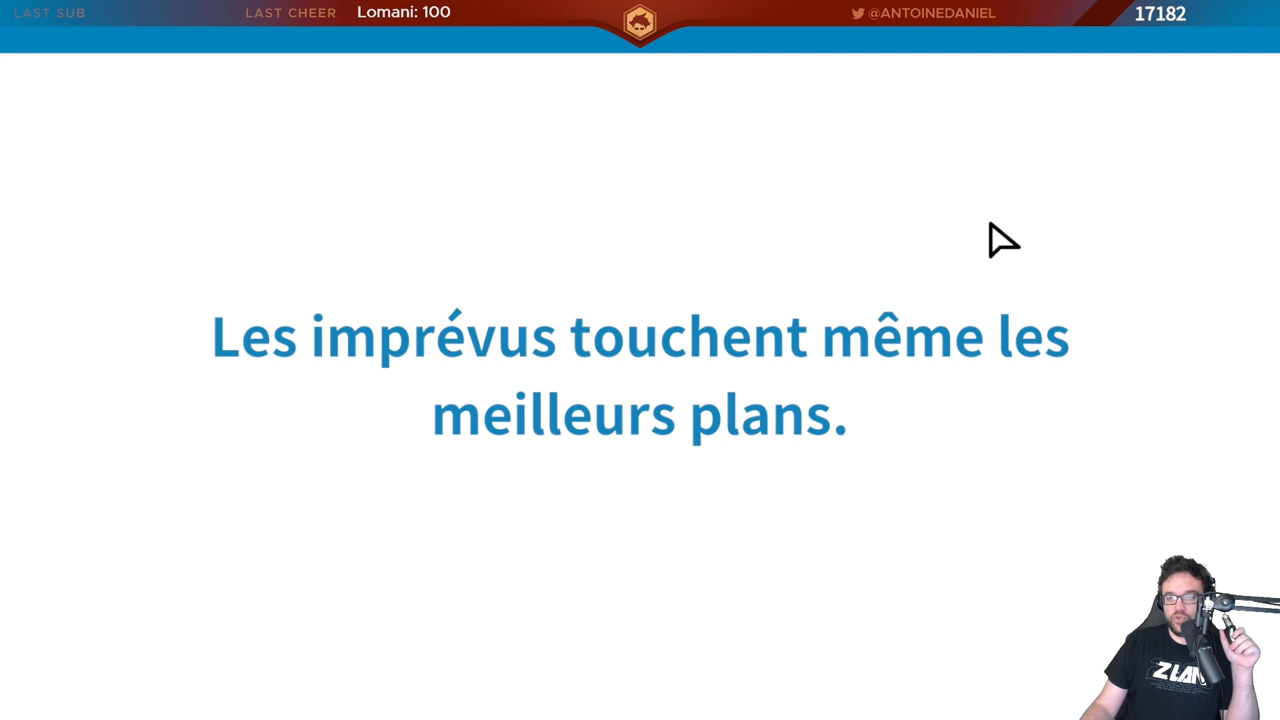 LAST SUB
LAST CHEER Lomani: 100
@ANTOINEDANIEL
17182
Les imprévus touchent même les
meilleurs plans.
ZLAN